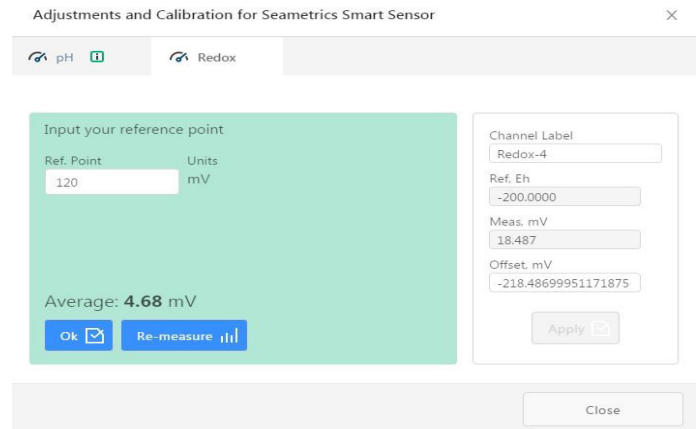 Adjustments and Calibration for Seametrics Smart Sensor
pH
Redox
Input your reference point
Ref. Point Units
120 mV
Average: 4.68 mV
Ok Re-measure
Channel Label
Redox-4
Ref, Eh
-200.0000
Meas, mV
18.487
Offset, mV
-218.48699951171875
Apply
Close